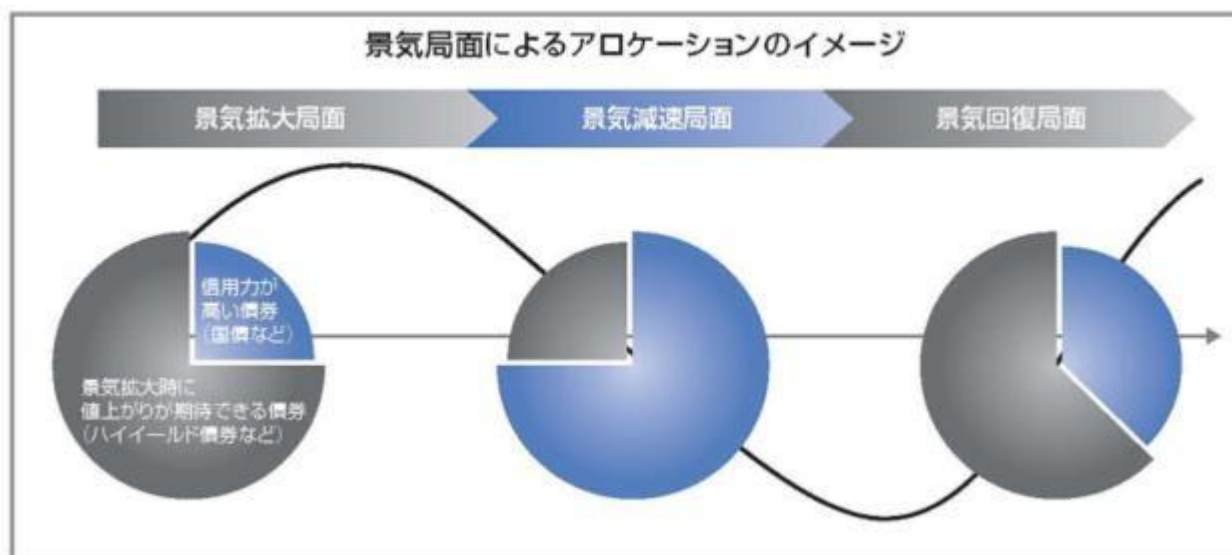 景気局面によるアロケーションのイメージ
景気拡大局面
景気減速局面
景気回復局面
信用力が
高い債券
(国債など)
景気拡大時に
値上がりが期待できる債券
(ハイイールド債券など)